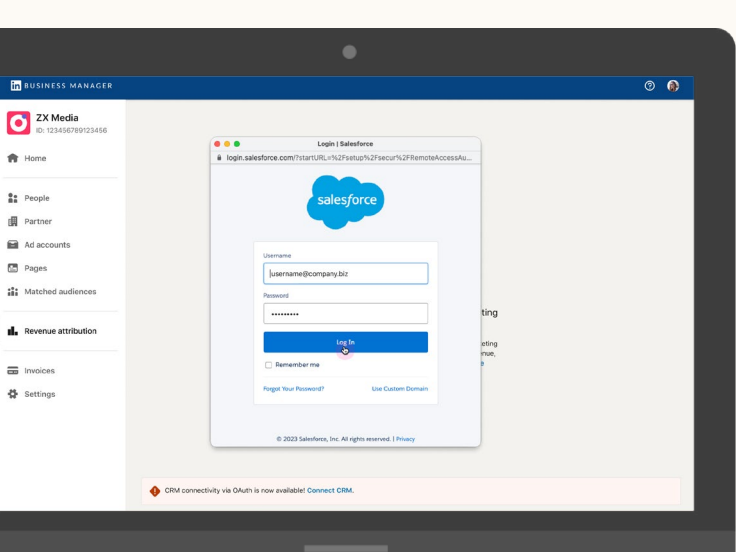 in BUSINESS MANAGER
ZX Media
ID: 123456789123456
Home
People
Partner
Ad accounts
Pages
Matched audiences
Revenue attribution
Invoices
Settings
Login | Salesforce
login.salesforce.com/?startURL=%2Fsetup%2Fsecur%2FRemoteAccessAu...
salesforce
Username
username@company.biz
Password
•••••••••
Log In
Remember me
Forgot Your Password? Use Custom Domain
© 2023 Salesforce, Inc. All rights reserved. | Privacy
ting
eting
enue,
e
CRM connectivity via OAuth is now available! Connect CRM.